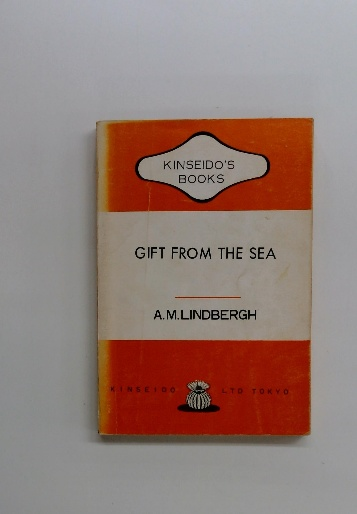 KINSEIDO'S
BOOKS
GIFT FROM THE SEA
A.M.LINDBERGH
KINSEIDO LTD TOKYO